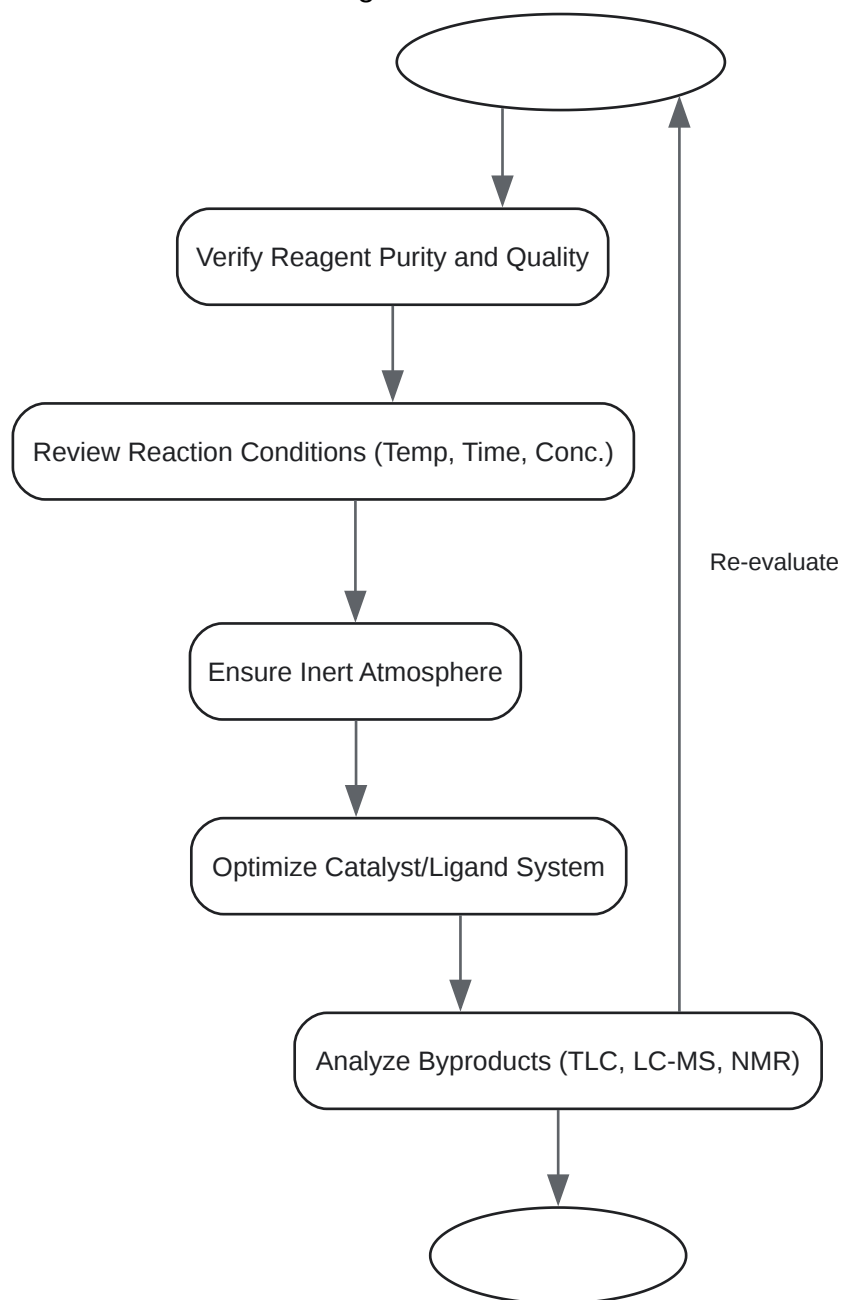 Verify Reagent Purity and Quality
Review Reaction Conditions (Temp, Time, Conc.)
Re-evaluate
Ensure Inert Atmosphere
Optimize Catalyst/Ligand System
Analyze Byproducts (TLC, LC-MS, NMR)